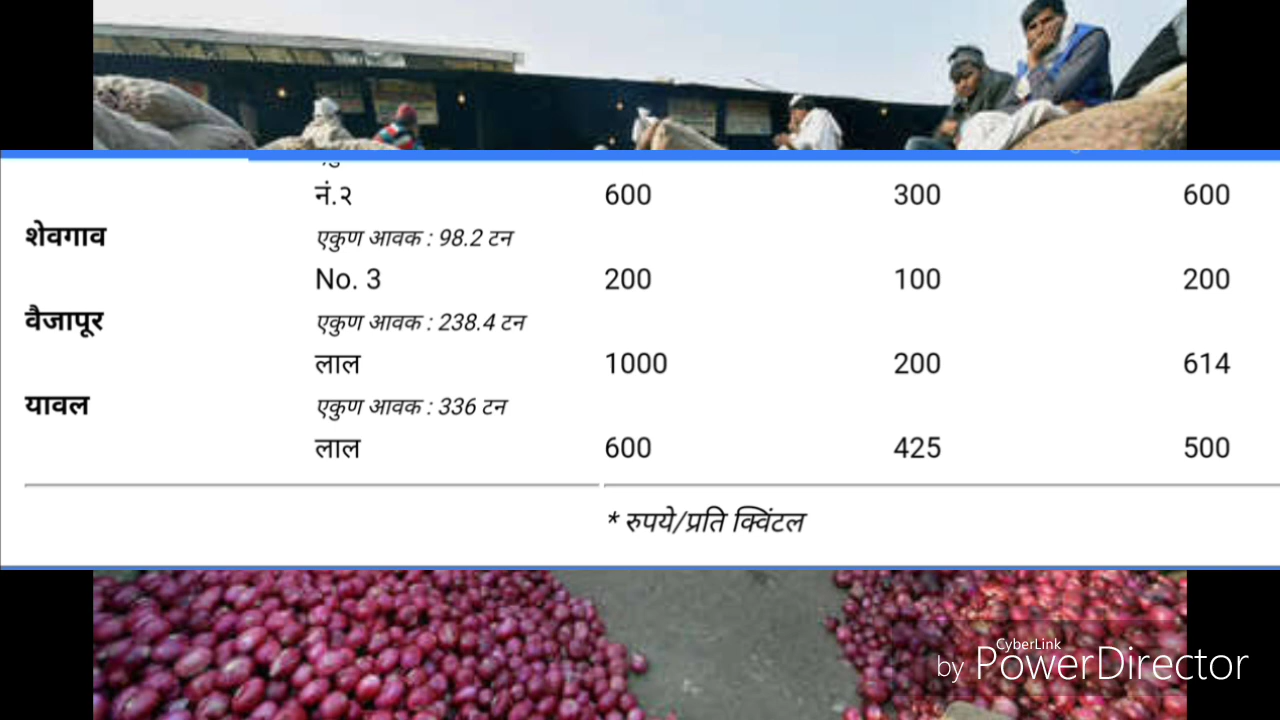 नं.२ 600 300 600
शेवगाव एकुण आवक : 98.2 टन
No. 3 200 100 200
वैजापूर एकुण आवक : 238.4 टन
लाल 1000 200 614
यावल एकुण आवक : 336 टन
लाल 600 425 500
* रुपये/प्रति क्विंटल
CyberLink
by PowerDirector